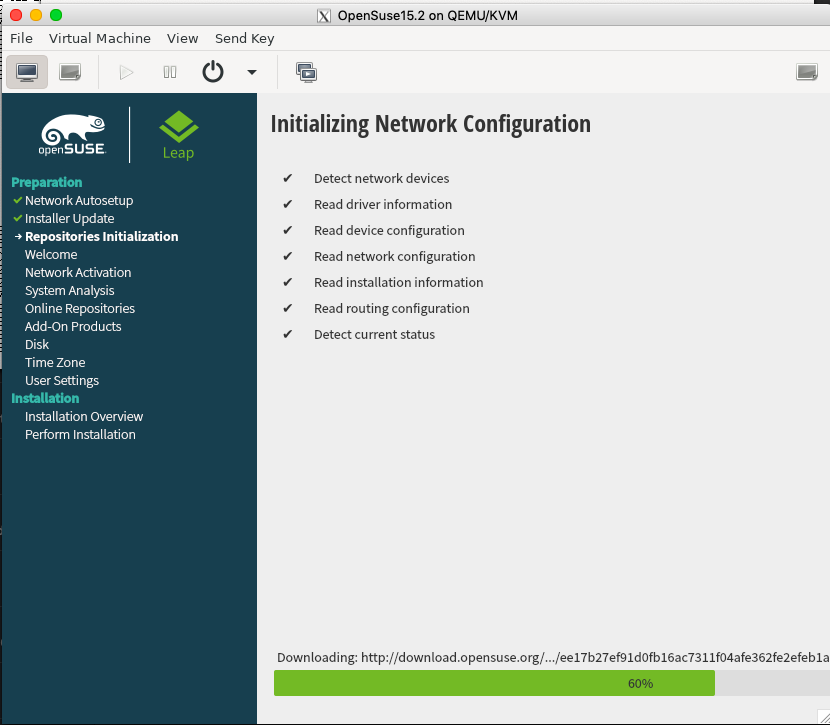 OpenSuse15.2 on QEMU/KVM
File Virtual Machine View Send Key
openSUSE.
Leap
Preparation
Network Autosetup
Installer Update
Repositories Initialization
Welcome
Network Activation
System Analysis
Online Repositories
Add-On Products
Disk
Time Zone
User Settings
Installation
Installation Overview
Perform Installation
Initializing Network Configuration
✔ Detect network devices
✔ Read driver information
✔ Read device configuration
✔ Read network configuration
✔ Read installation information
✔ Read routing configuration
✔ Detect current status
Downloading: http://download.opensuse.org/.../ee17b27ef91d0fb16ac7311f04afe362fe2efeb1a
60%